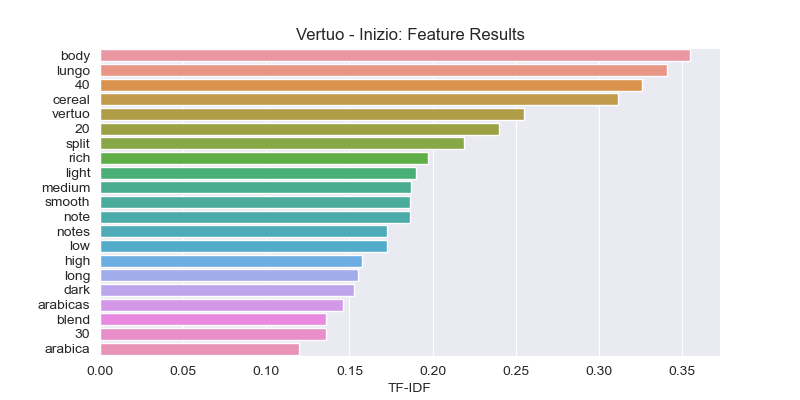 Vertuo - Inizio: Feature Results
body
lungo
40
cereal
vertuo
20
split
rich
light
medium
smooth
note
notes
low
high
long
dark
arabicas
blend
30
arabica
0.00 0.05 0.10 0.15 0.20 0.25 0.30 0.35
TF-IDF